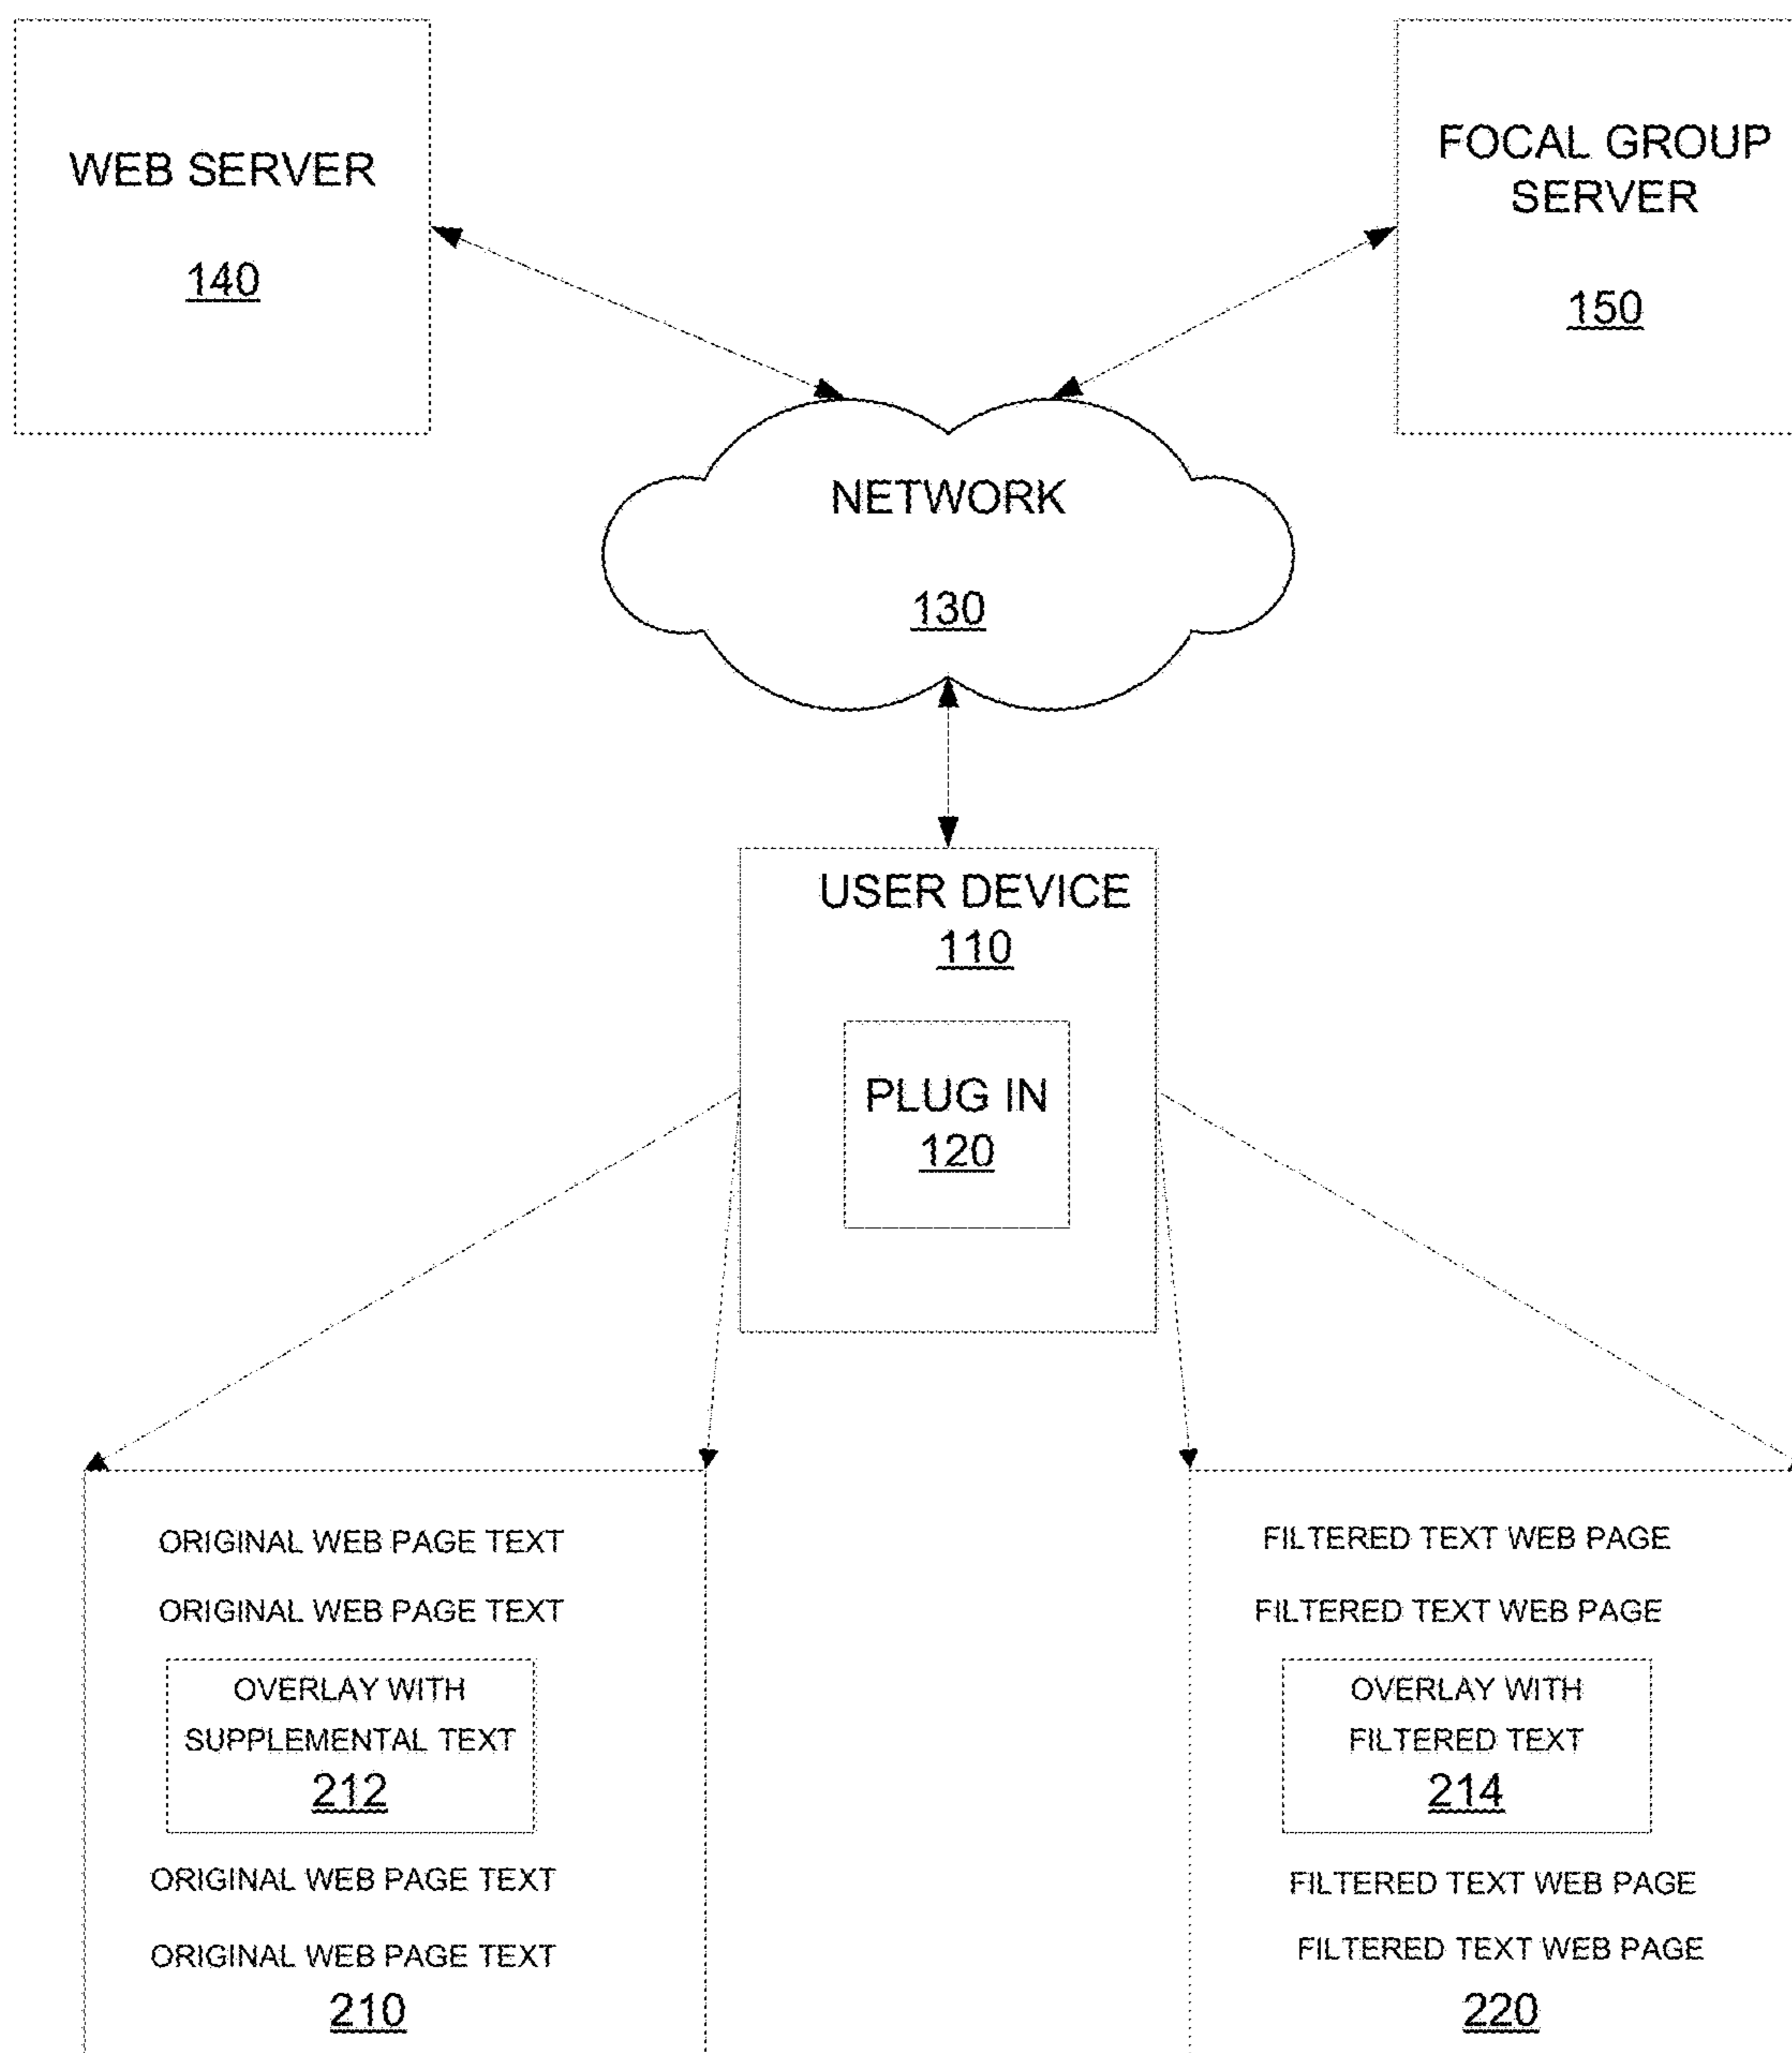 WEB SERVER
140
FOCAL GROUP
SERVER
150
NETWORK
130
USER DEVICE
110
PLUG IN
120
ORIGINAL WEB PAGE TEXT
ORIGINAL WEB PAGE TEXT
OVERLAY WITH
SUPPLEMENTAL TEXT
212
ORIGINAL WEB PAGE TEXT
ORIGINAL WEB PAGE TEXT
210
FILTERED TEXT WEB PAGE
FILTERED TEXT WEB PAGE
OVERLAY WITH
FILTERED TEXT
214
FILTERED TEXT WEB PAGE
FILTERED TEXT WEB PAGE
220